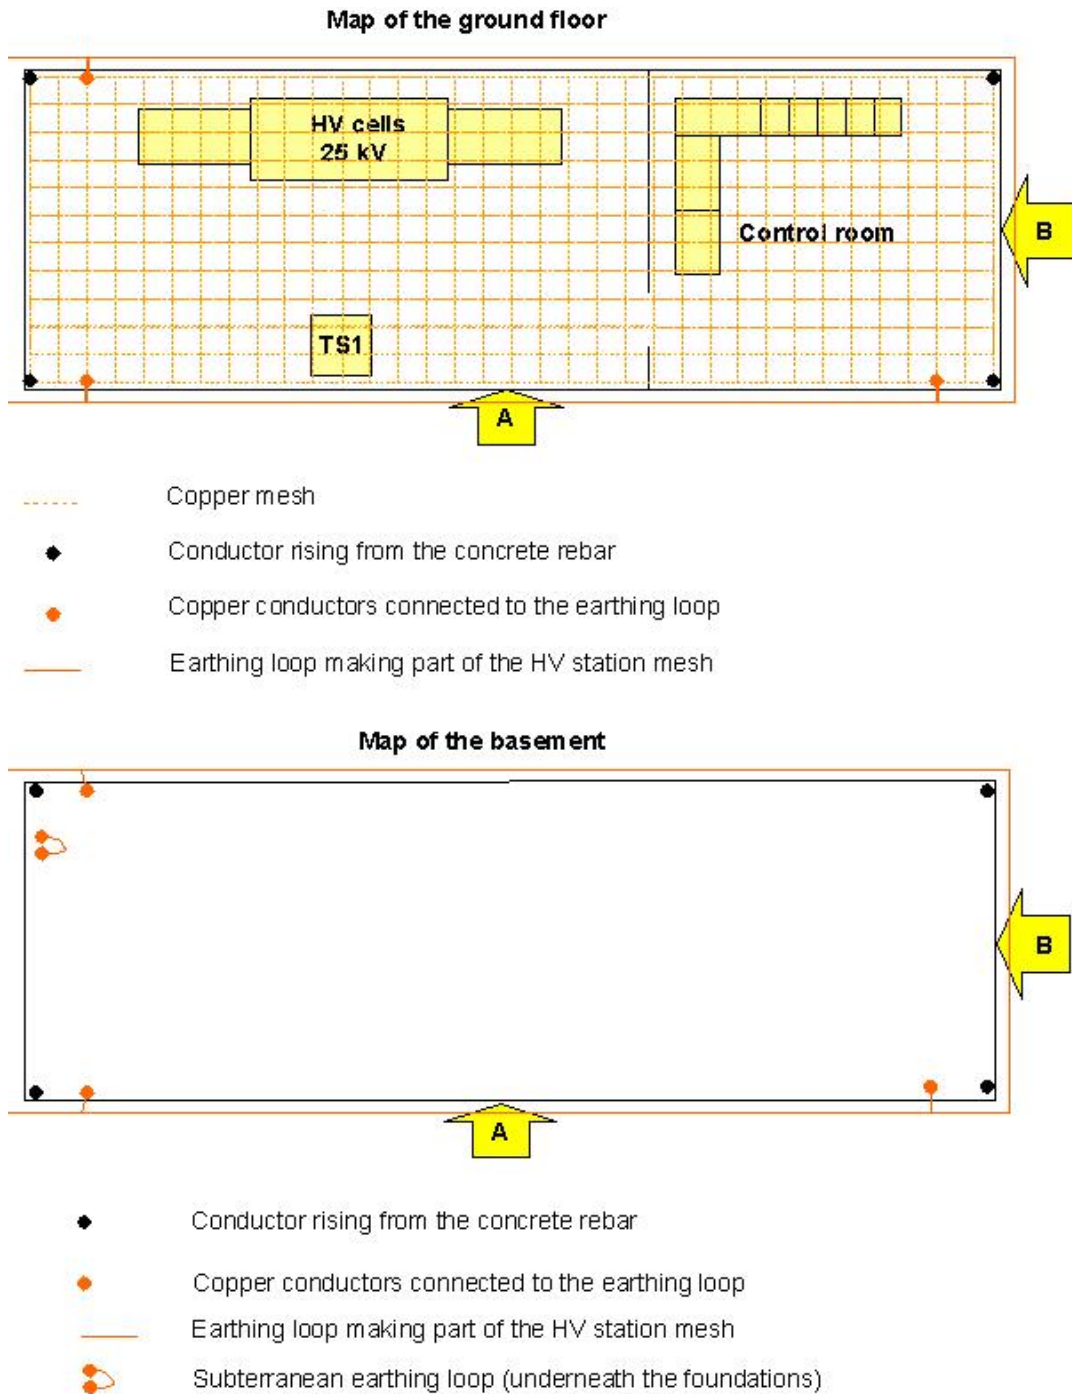 Map of the ground floor
HV cells
25 kV
Control room
B
TS1
A
Copper mesh
Conductor rising from the concrete rebar
Copper conductors connected to the earthing loop
Earthing loop making part of the HV station mesh
Map of the basement
B
A
Conductor rising from the concrete rebar
Copper conductors connected to the earthing loop
Earthing loop making part of the HV station mesh
Subterranean earthing loop (underneath the foundations)